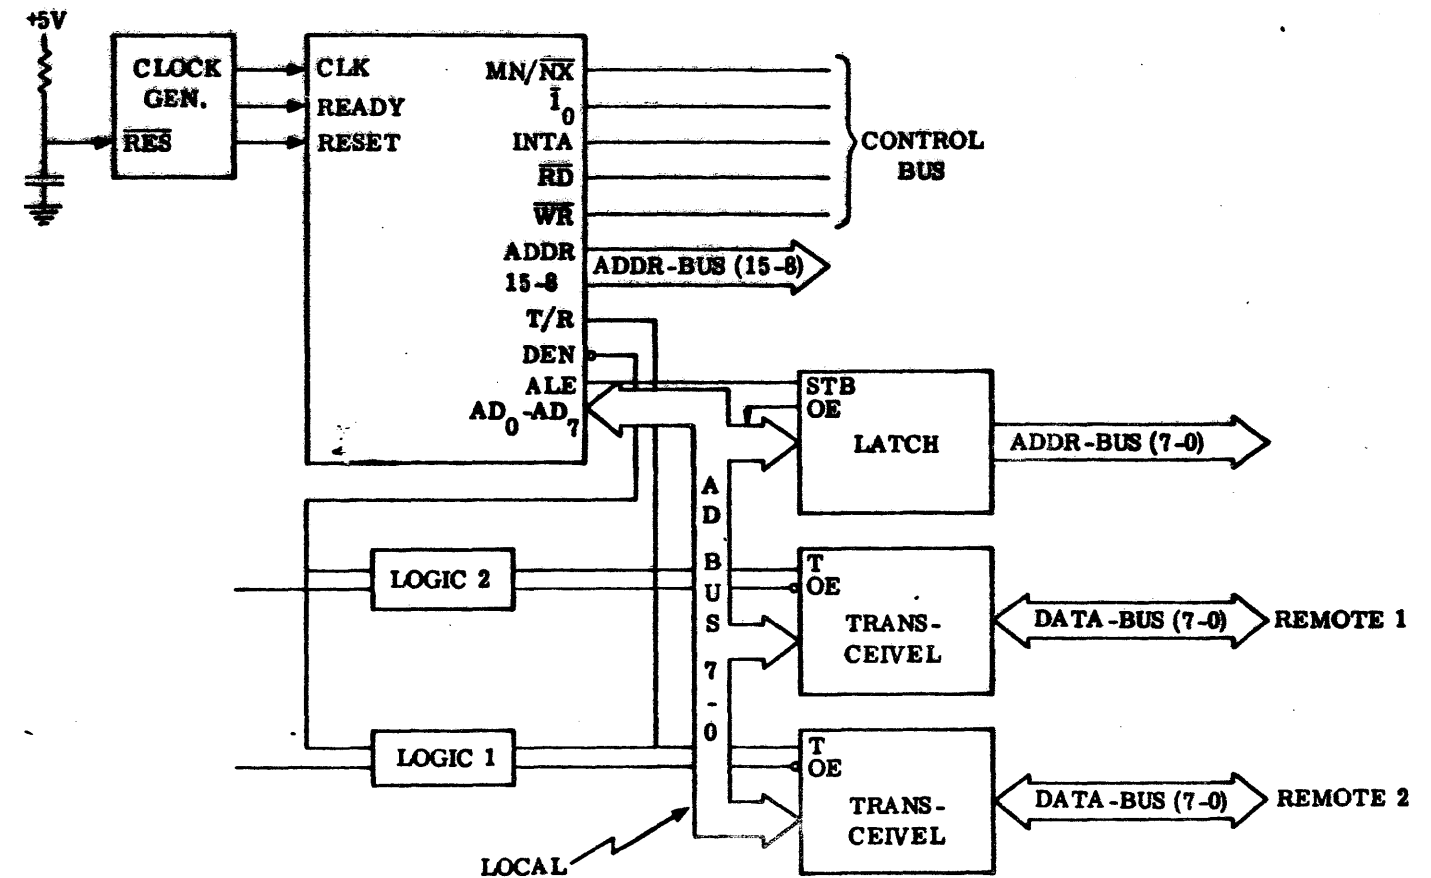 +5V
CLOCK
GEN.
RES
CLK
READY
RESET
MN/NX
I0
INTA
RD
WR
ADDR
15-8
T/R
DEN
ALE
AD0-AD7
CONTROL
BUS
ADDR-BUS (15-8)
STB
OE
LATCH
ADDR-BUS (7-0)
AD BUS 7-0
LOGIC 2
T
OE
TRANS-
CEIVEL
DATA-BUS (7-0)
REMOTE 1
LOGIC 1
T
OE
TRANS-
CEIVEL
DATA-BUS (7-0)
REMOTE 2
LOCAL